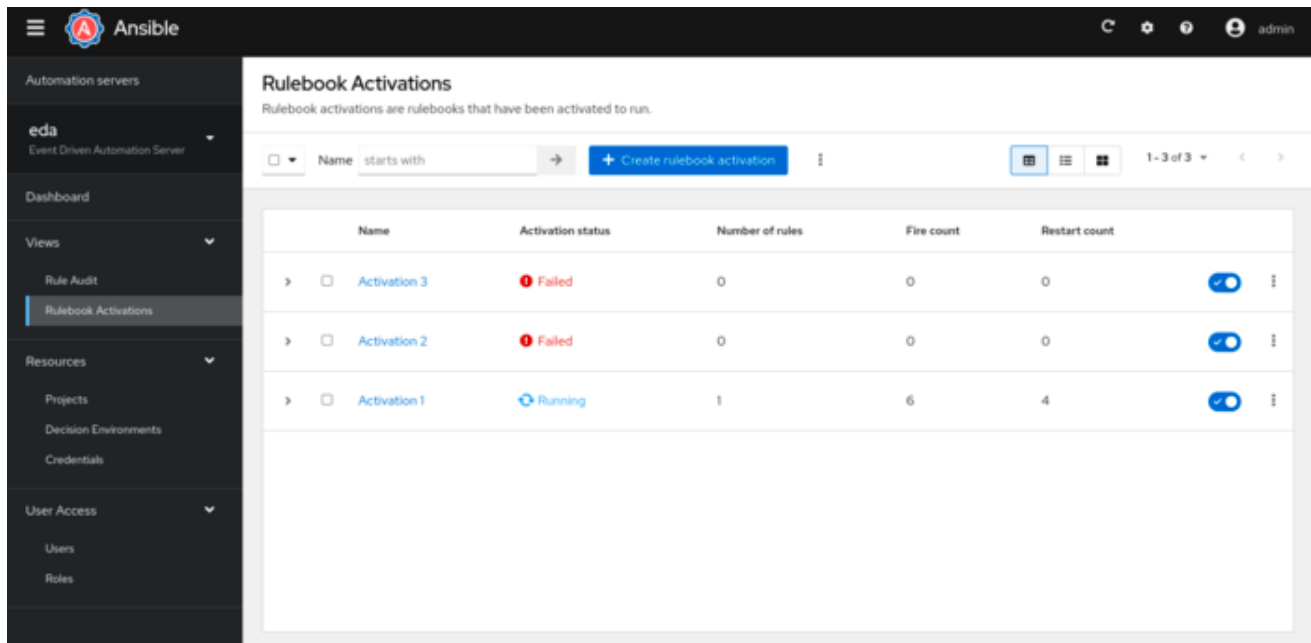 Ansible
admin
Automation servers
eda
Event Driven Automation Server
Dashboard
Views
Rule Audit
Rulebook Activations
Resources
Projects
Decision Environments
Credentials
User Access
Users
Roles
Rulebook Activations
Rulebook activations are rulebooks that have been activated to run.
Name starts with + Create rulebook activation 1 - 3 of 3
Name Activation status Number of rules Fire count Restart count
Activation 3 Failed 0 0 0
Activation 2 Failed 0 0 0
Activation 1 Running 1 6 4